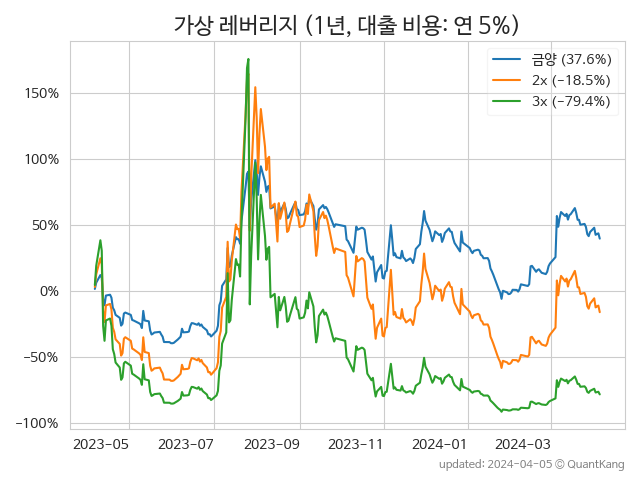 가상 레버리지 (1년, 대출 비용: 연 5%)
금양 (37.6%)
2x (−18.5%)
3x (−79.4%)
150%
100%
50%
0%
−50%
−100%
2023-05 2023-07 2023-09 2023-11 2024-01 2024-03
updated: 2024-04-05 © QuantKang